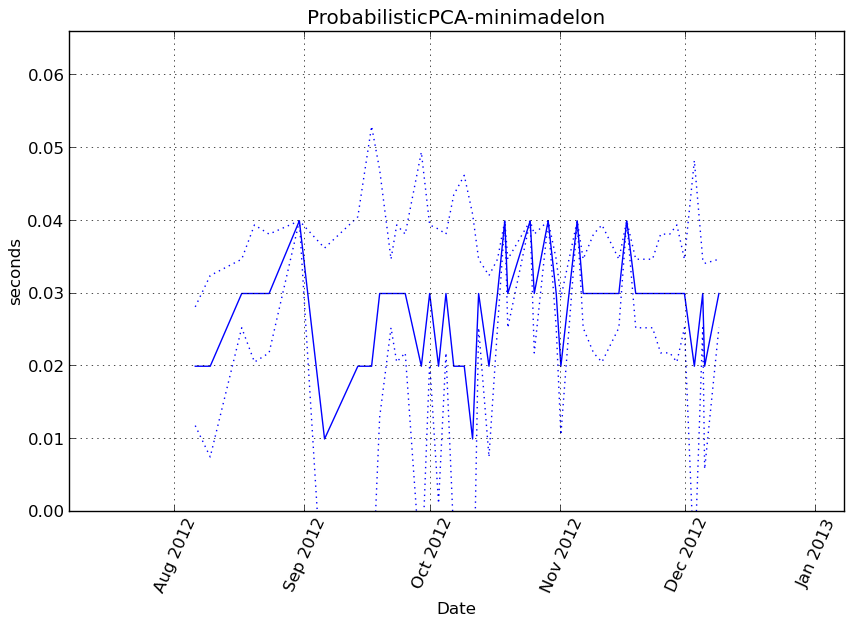 ProbabilisticPCA-minimadelon
0.06
0.05
0.04
0.03
0.02
0.01
0.00
seconds
Aug 2012
Sep 2012
Oct 2012
Nov 2012
Dec 2012
Jan 2013
Date